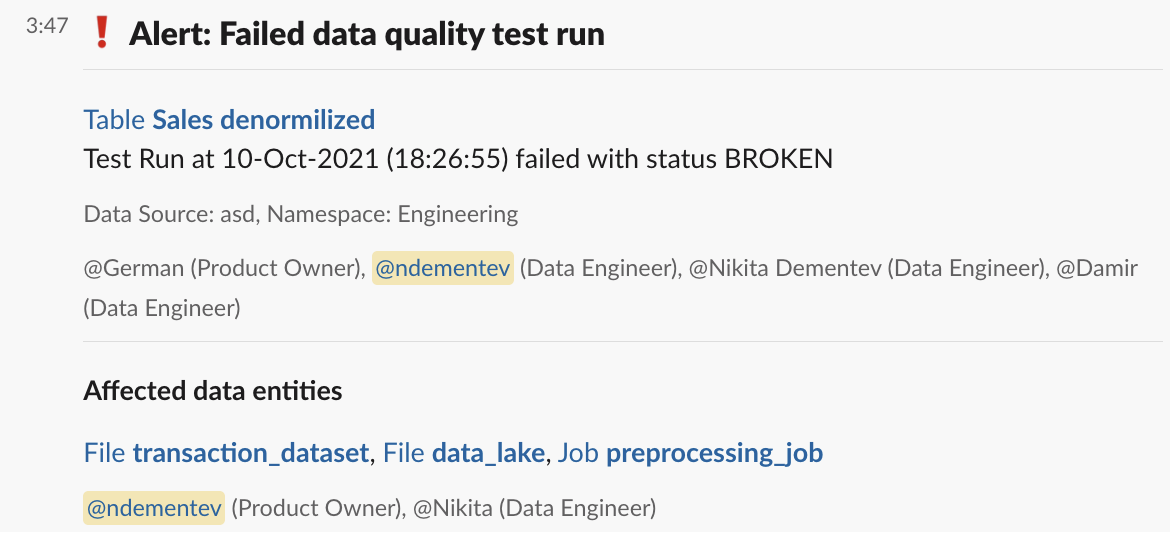 3:47 ❗ Alert: Failed data quality test run
Table Sales denormilized
Test Run at 10-Oct-2021 (18:26:55) failed with status BROKEN
Data Source: asd, Namespace: Engineering
@German (Product Owner), @ndementev (Data Engineer), @Nikita Dementev (Data Engineer), @Damir
(Data Engineer)
Affected data entities
File transaction_dataset, File data_lake, Job preprocessing_job
@ndementev (Product Owner), @Nikita (Data Engineer)